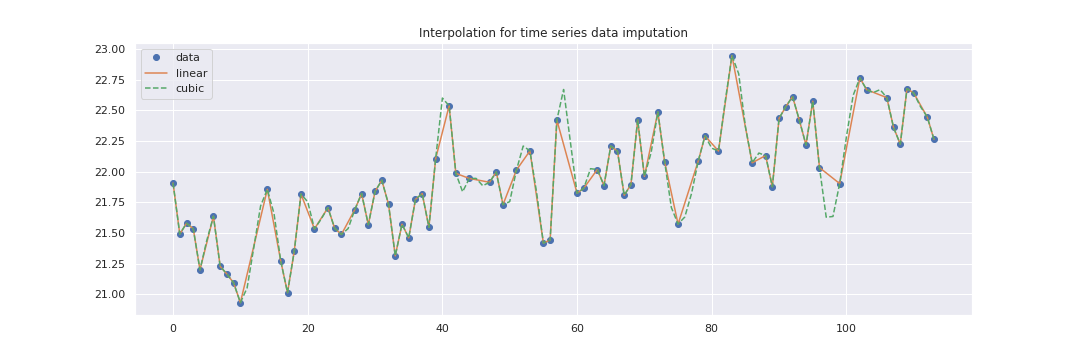 Interpolation for time series data imputation
data
linear
cubic
23.00
22.75
22.50
22.25
22.00
21.75
21.50
21.25
21.00
0 20 40 60 80 100